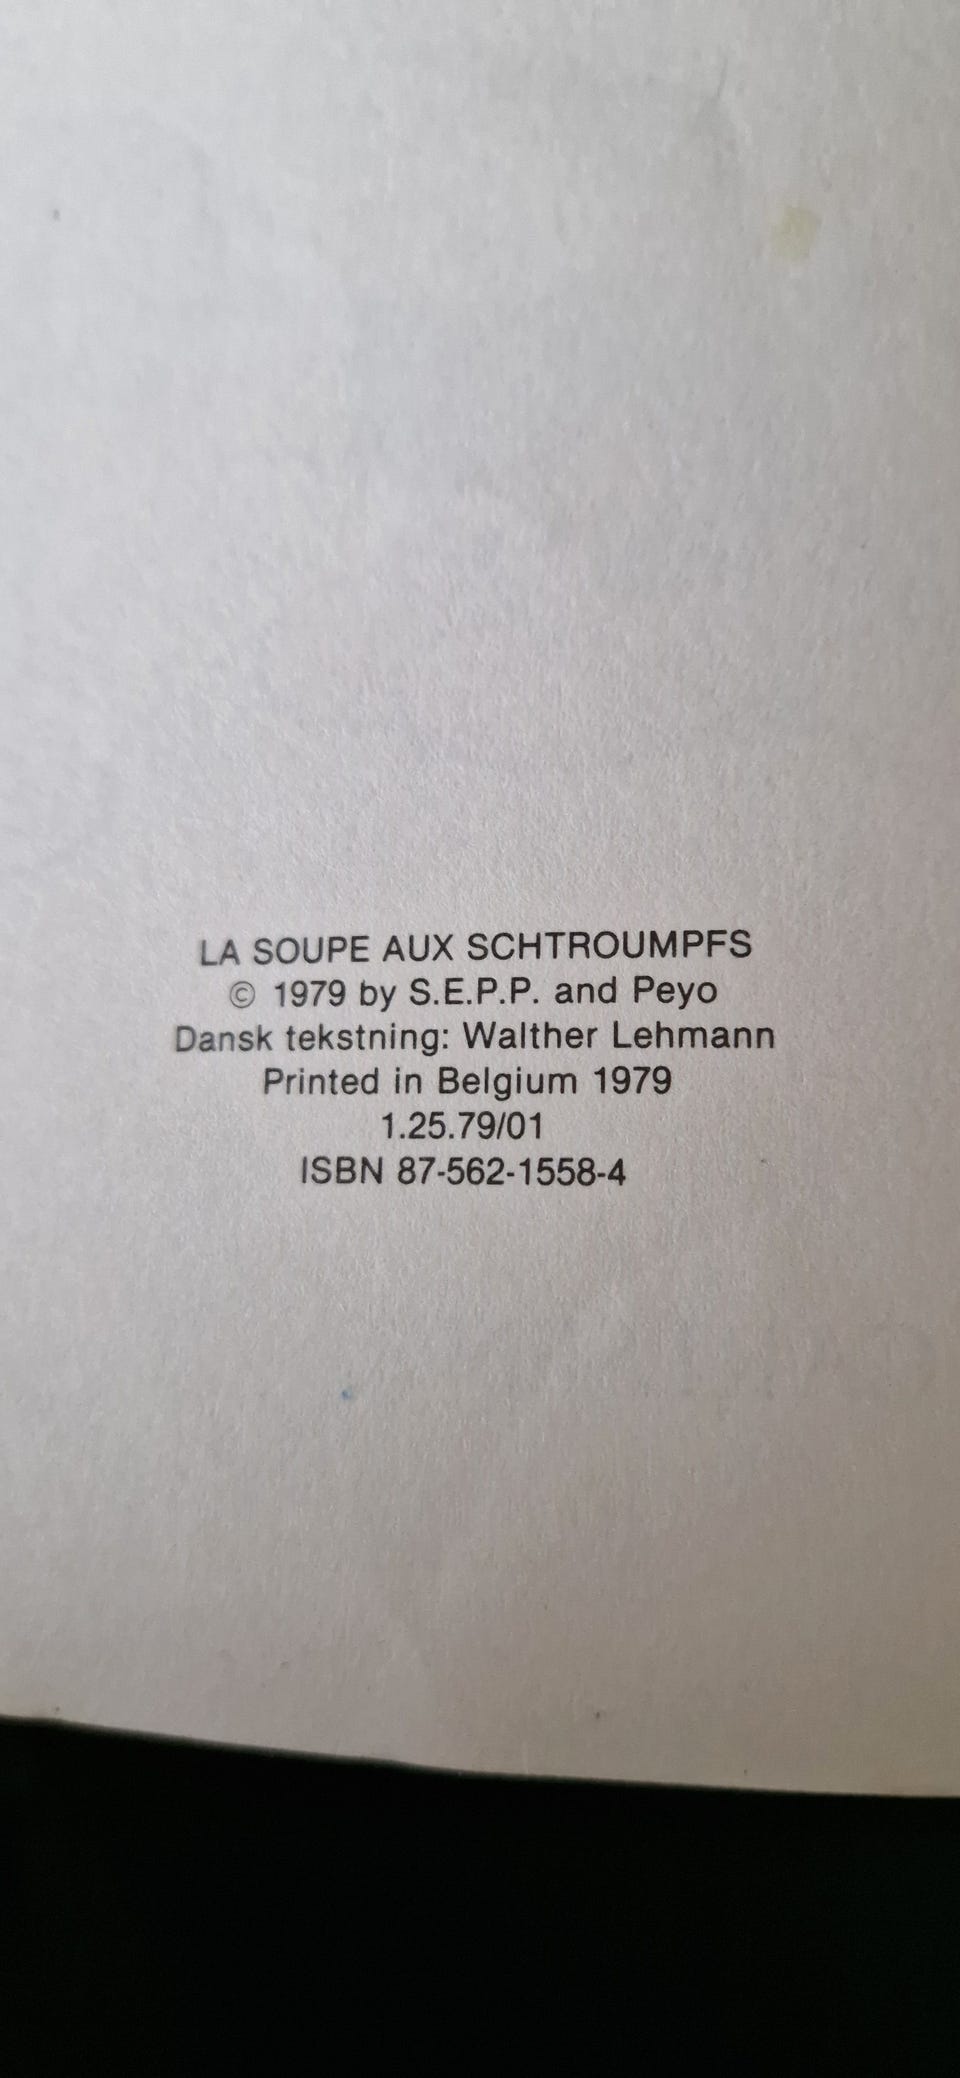 LA SOUPE AUX SCHTROUMPFS
© 1979 by S.E.P.P. and Peyo
Dansk tekstning: Walther Lehmann
Printed in Belgium 1979
1.25.79/01
ISBN 87-562-1558-4